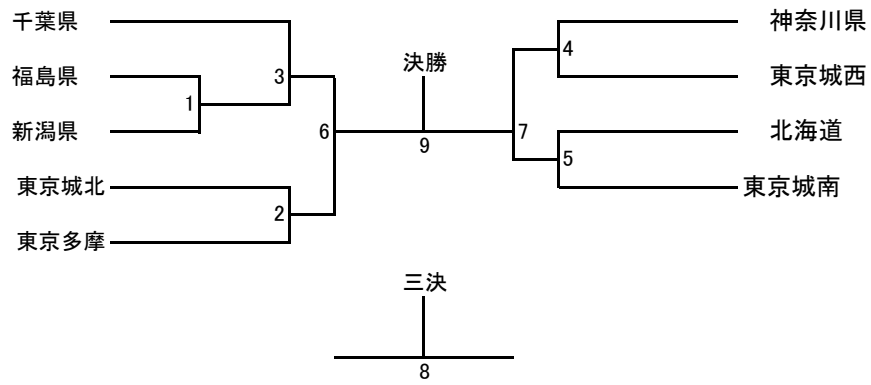 千葉県
福島県
新潟県
東京城北
東京多摩
1
3
2
6
決勝
9
7
4
5
神奈川県
東京城西
北海道
東京城南
三決
8